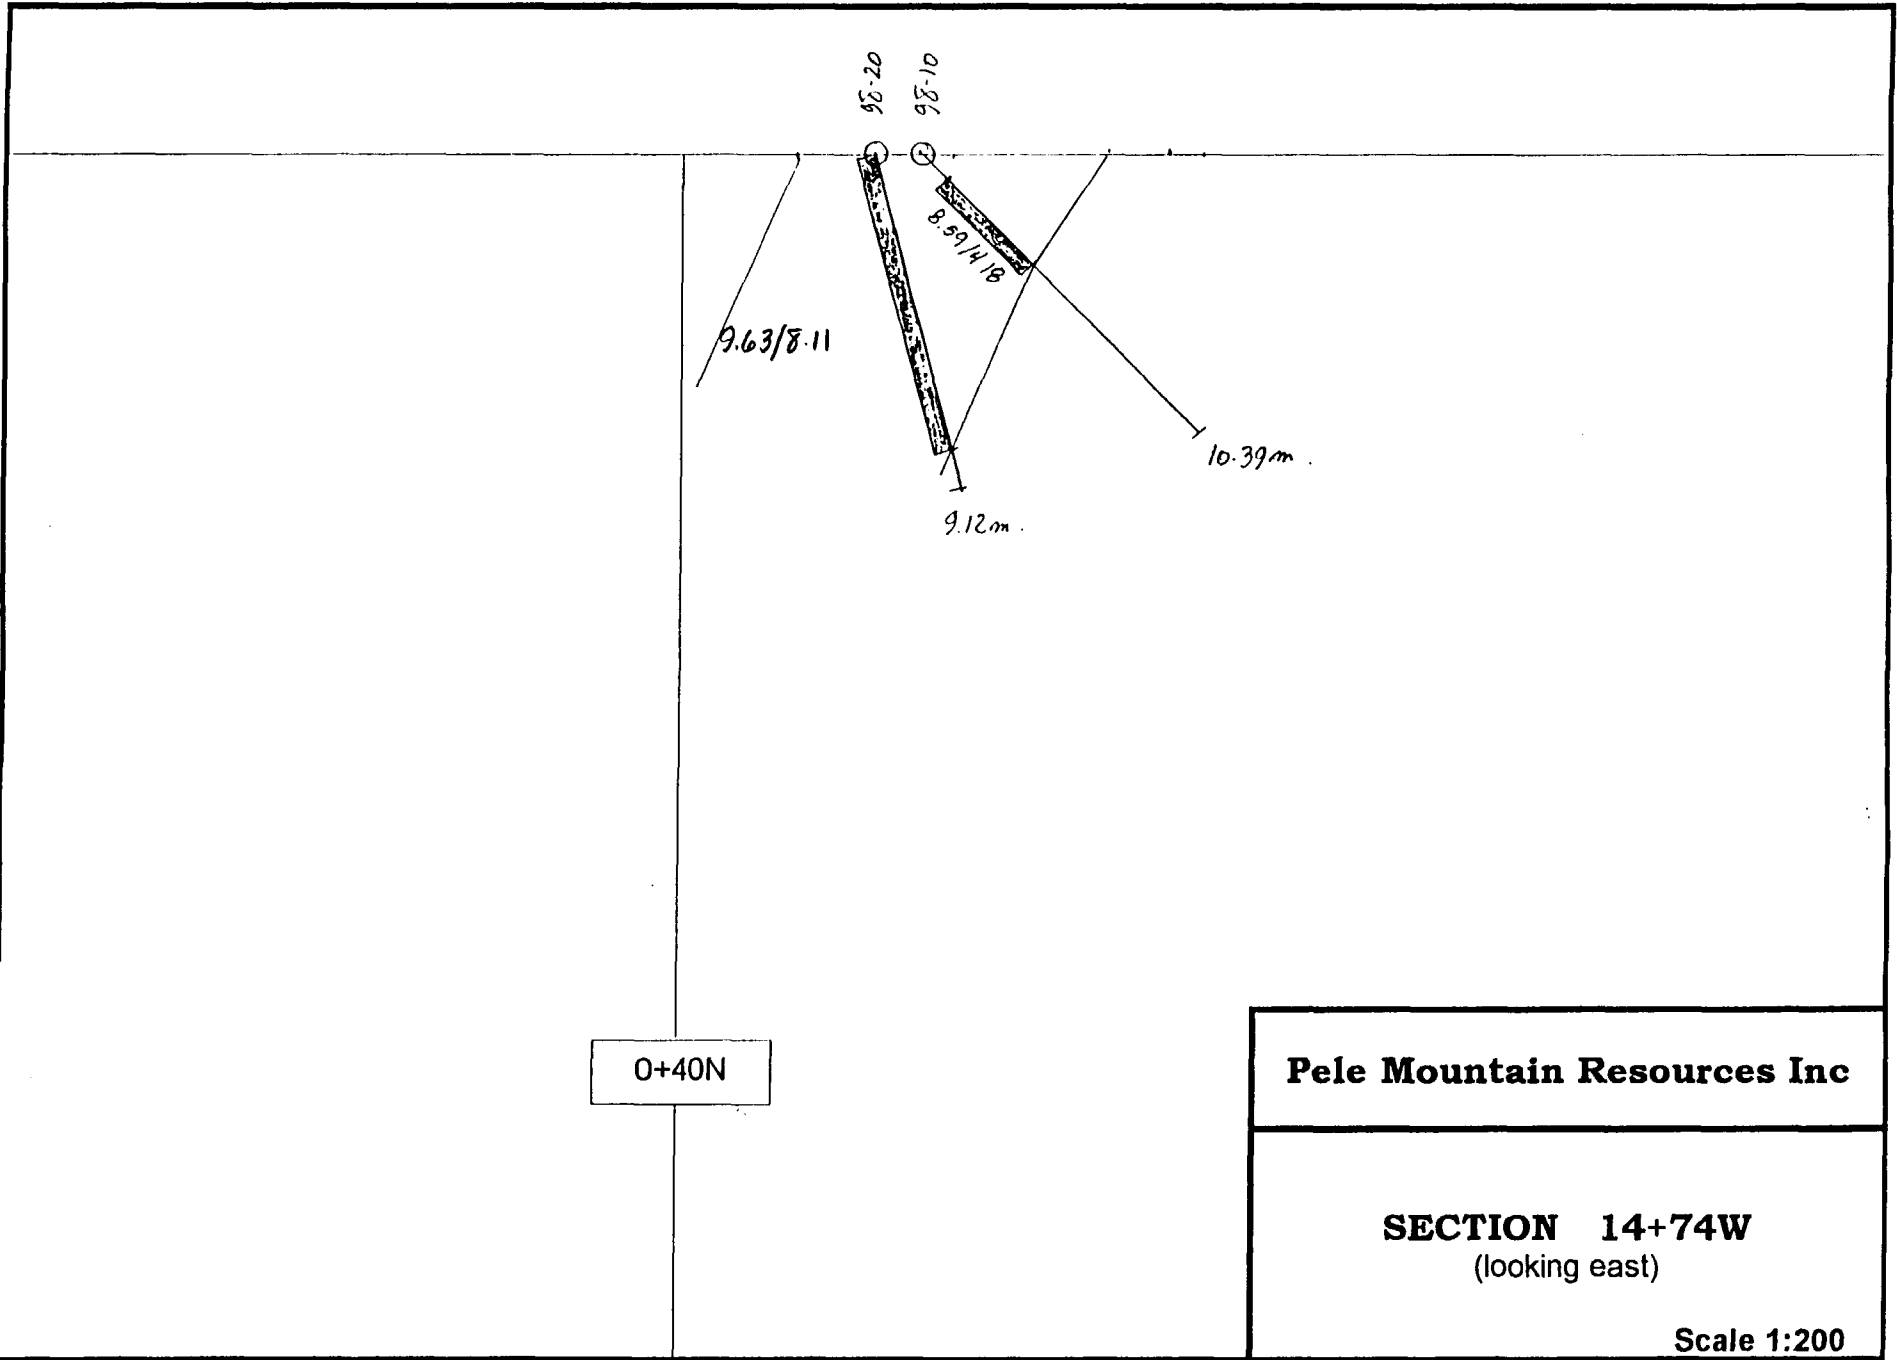 98-20
98-10
8.59/4.18
9.63/8.11
10.39m.
9.12m.
0+40N
Pele Mountain Resources Inc
SECTION 14+74W
(looking east)
Scale 1:200